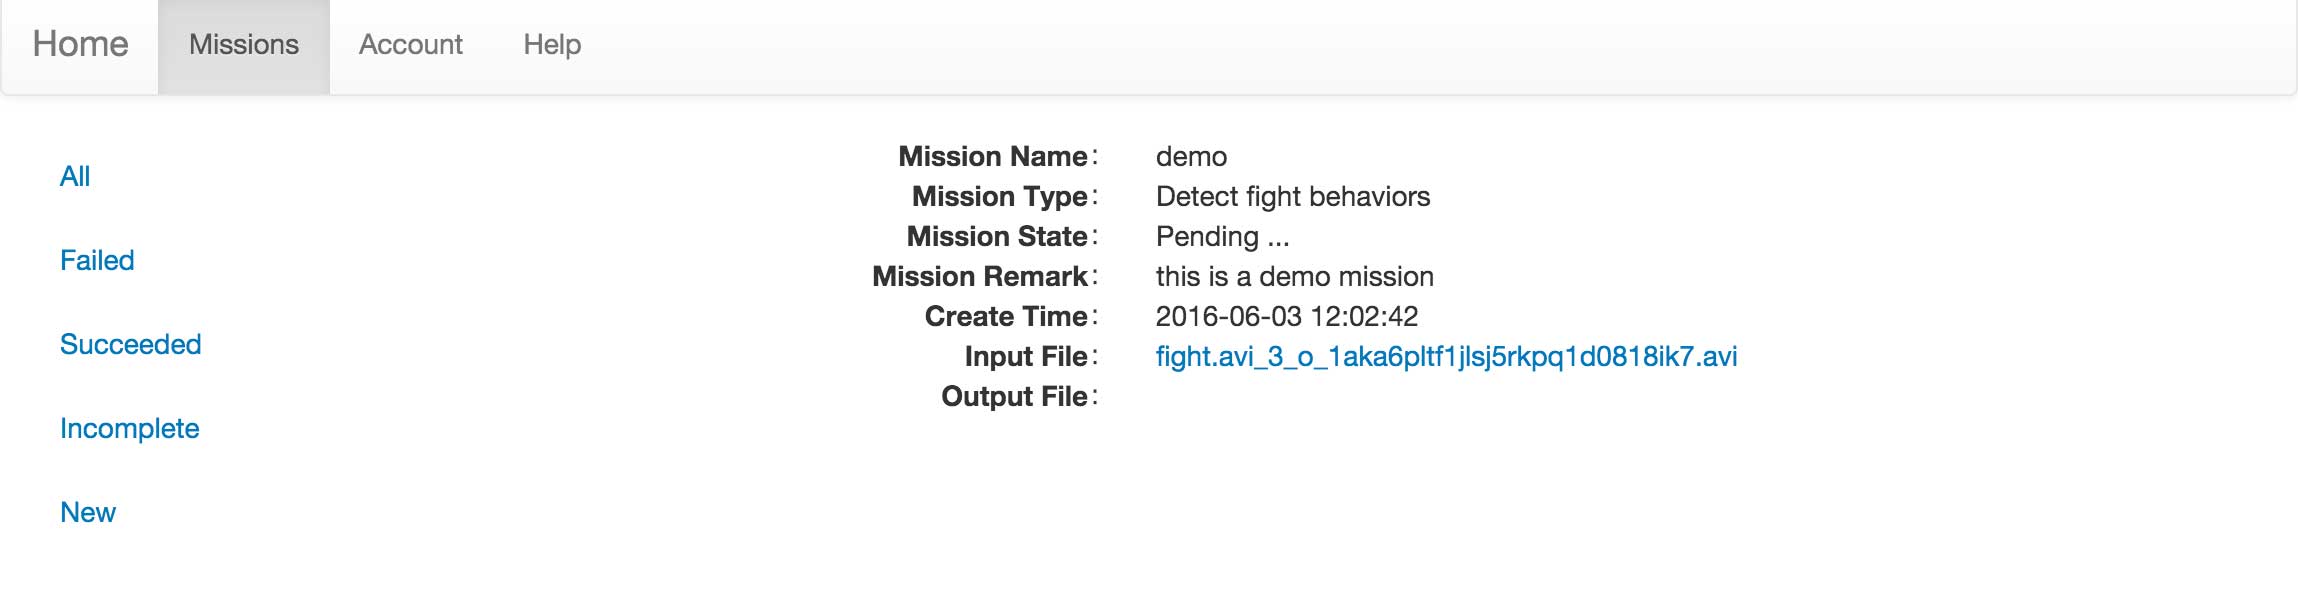 Home Missions Account Help
All
Failed
Succeeded
Incomplete
New
Mission Name: demo
Mission Type: Detect fight behaviors
Mission State: Pending ...
Mission Remark: this is a demo mission
Create Time: 2016-06-03 12:02:42
Input File: fight.avi_3_o_1aka6pltf1jlsj5rkpq1d0818ik7.avi
Output File: